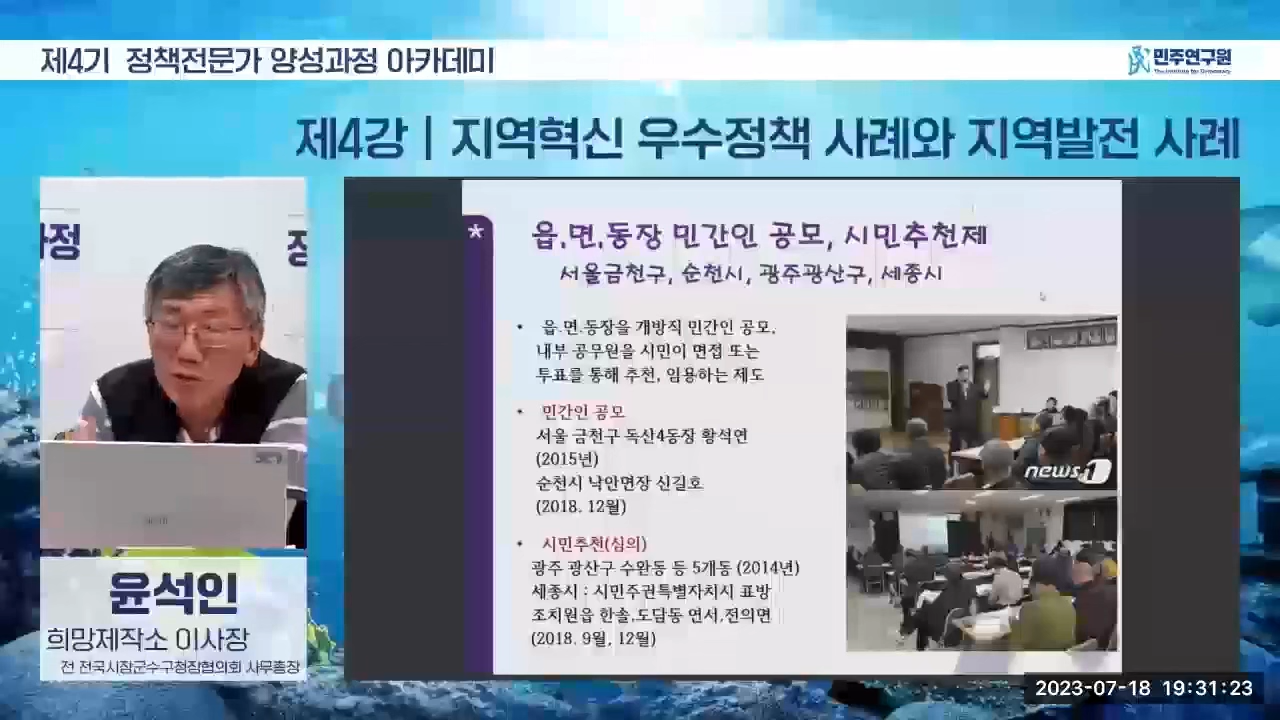 제4기 정책전문가 양성과정 아카데미
민주연구원
The Institute for Democracy
제4강 | 지역혁신 우수정책 사례와 지역발전 사례
*
읍.면.동장 민간인 공모, 시민추천제
서울금천구, 순천시, 광주광산구, 세종시
• 읍.면.동장을 개방직 민간인 공모,
내부 공무원을 시민이 면접 또는
투표를 통해 추천, 임용하는 제도
• 민간인 공모
서울 금천구 독산4동장 황석연
(2015년)
순천시 낙안면장 신길호
(2018. 12월)
• 시민추천(심의)
광주 광산구 수완동 등 5개동 (2014년)
세종시 : 시민주권특별자치시 표방
조치원읍 한솔.도담동 연서.전의면
(2018. 9월, 12월)
news1
윤석인
희망제작소 이사장
전 전국시장군수구청장협의회 사무총장
2023-07-18 19:31:23